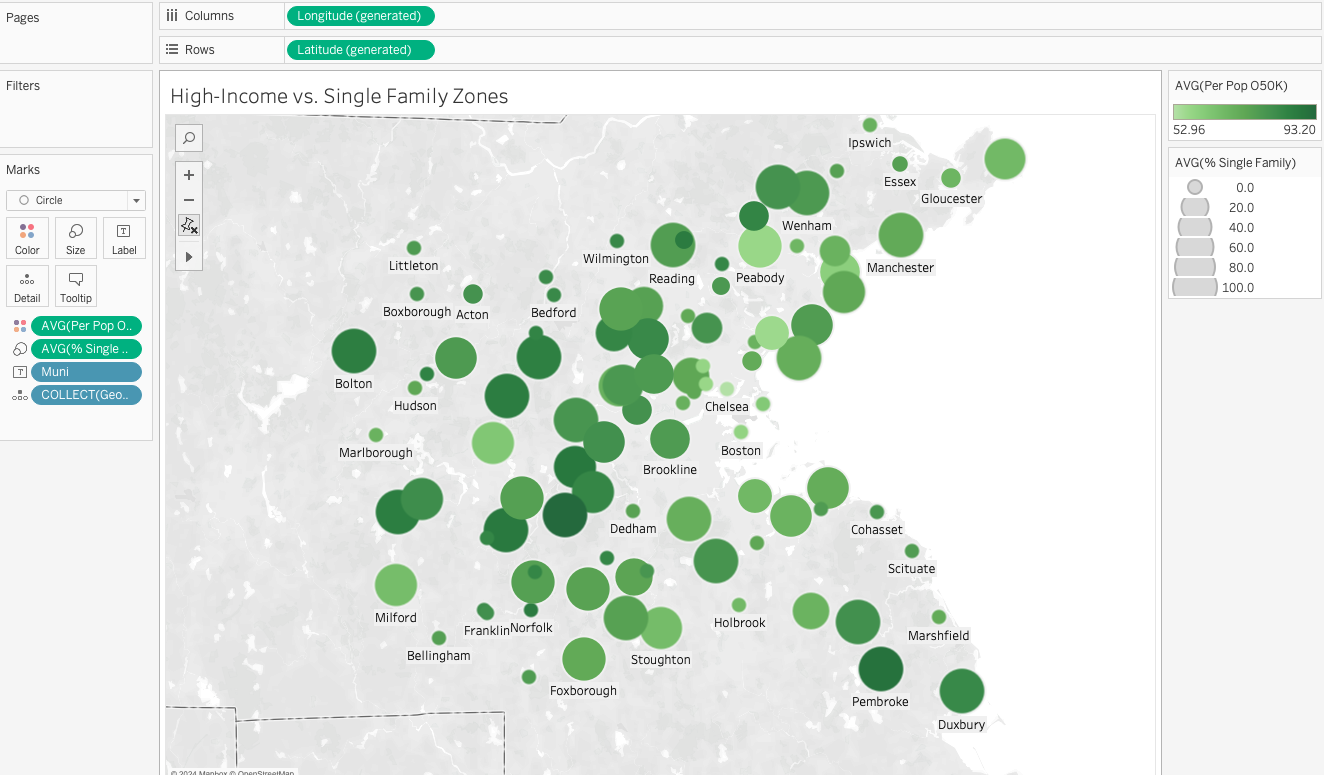 Pages
Columns
Longitude (generated)
Rows
Latitude (generated)
Filters
Marks
Circle
Color
Size
Label
Detail
Tooltip
AVG(Per Pop O..
AVG(% Single ..
Muni
COLLECT(Geo..
High-Income vs. Single Family Zones
Ipswich
Essex
Gloucester
Wenham
Wilmington
Littleton
Reading
Peabody
Manchester
Boxborough
Acton
Bedford
Bolton
Hudson
Chelsea
Marlborough
Boston
Brookline
Dedham
Cohasset
Scituate
Milford
Franklin
Norfolk
Holbrook
Marshfield
Bellingham
Stoughton
Foxborough
Pembroke
Duxbury
© 2024 Mapbox © OpenStreetMap
AVG(Per Pop O50K)
52.96 93.20
AVG(% Single Family)
0.0
20.0
40.0
60.0
80.0
100.0